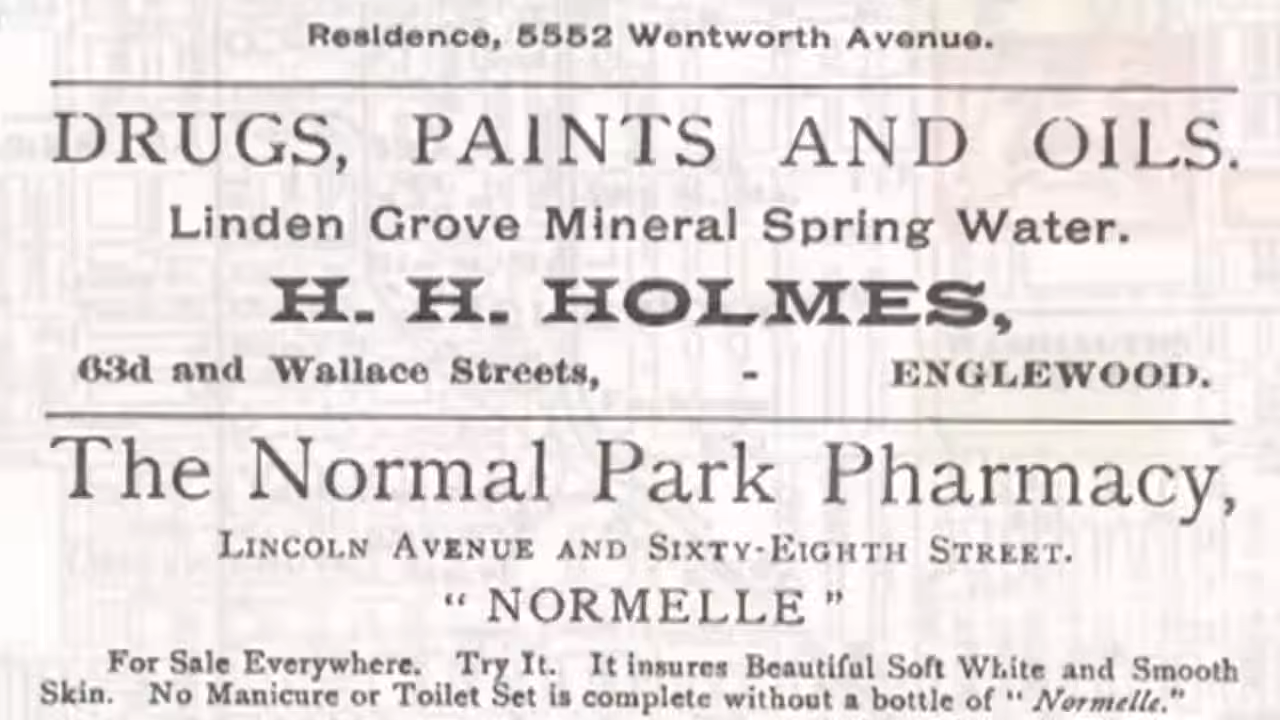 Residence, 5552 Wentworth Avenue.
DRUGS, PAINTS AND OILS.
Linden Grove Mineral Spring Water.
H. H. HOLMES,
63d and Wallace Streets, - ENGLEWOOD.
The Normal Park Pharmacy,
LINCOLN AVENUE AND SIXTY-EIGHTH STREET.
"NORMELLE"
For Sale Everywhere. Try It. It insures Beautiful Soft White and Smooth
Skin. No Manicure or Toilet Set is complete without a bottle of "Normelle."